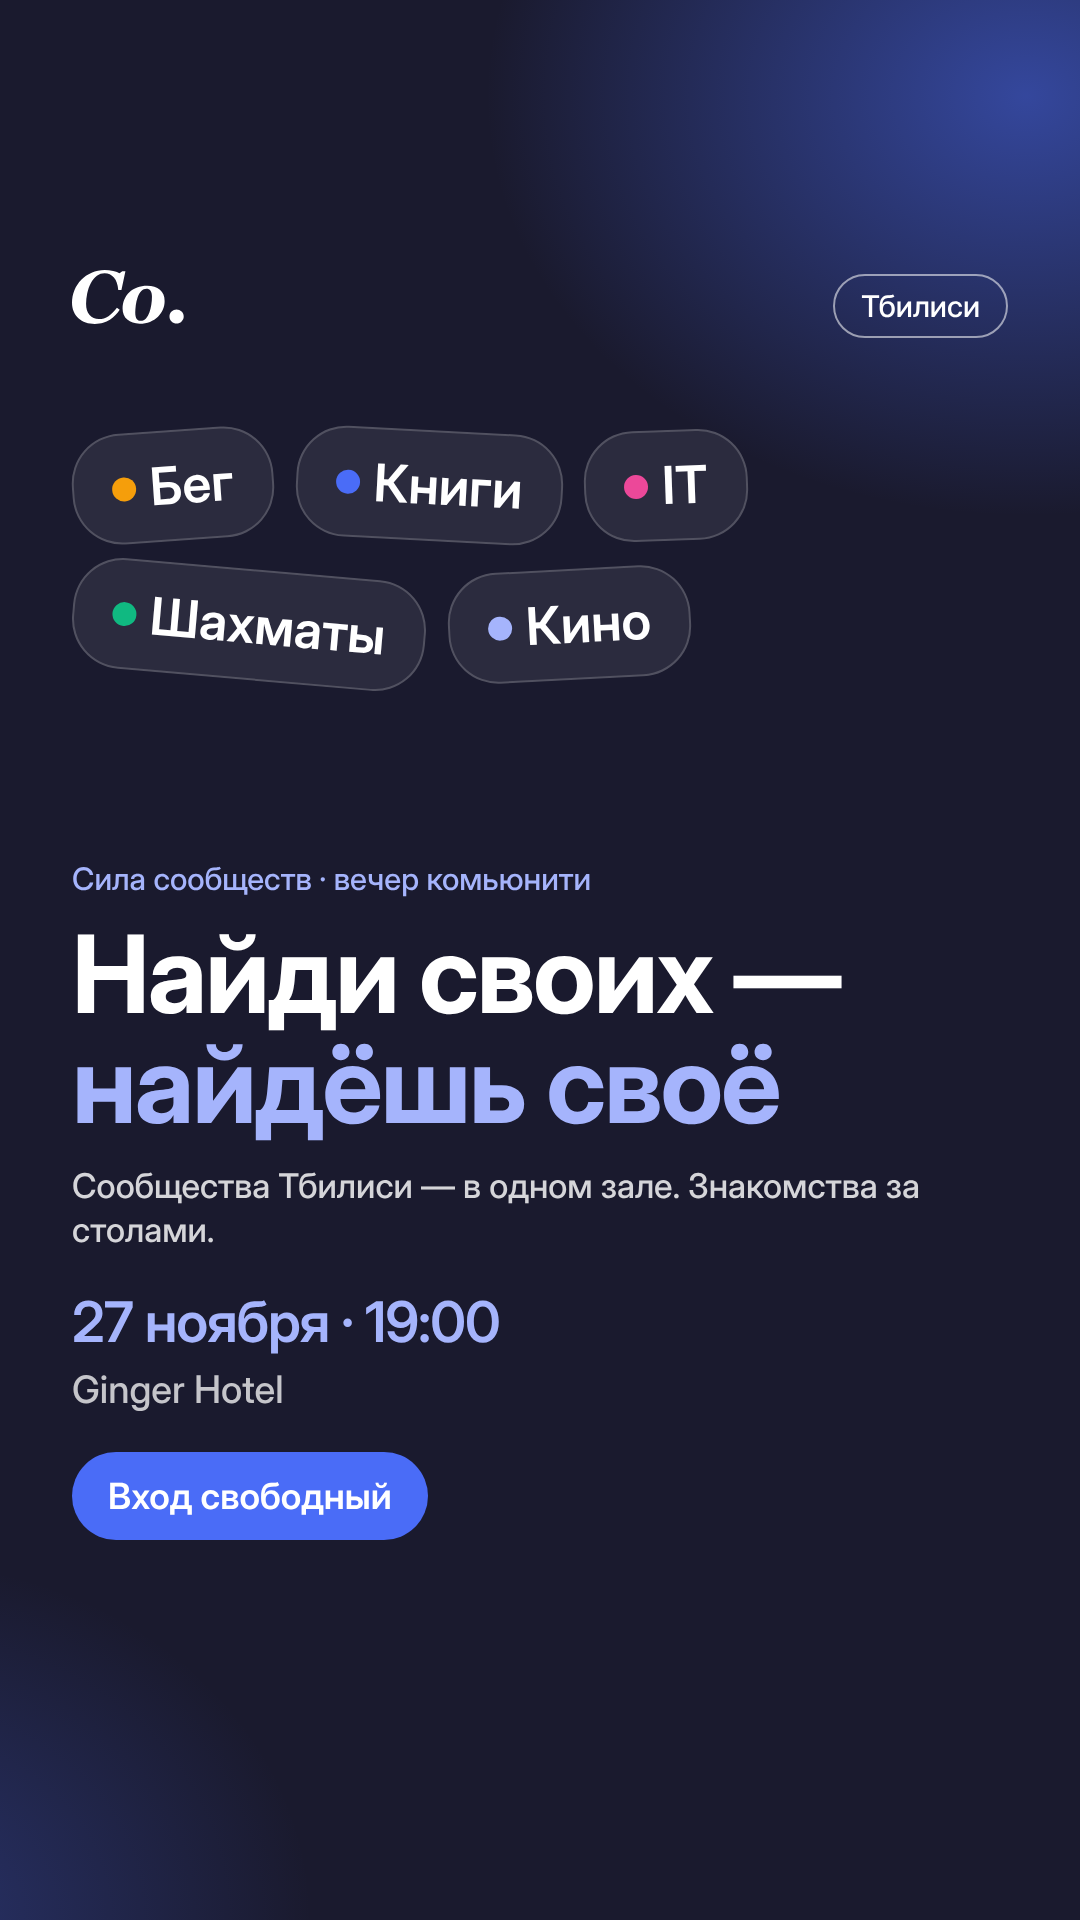 Co.
Тбилиси
Бег
Книги
IT
Шахматы
Кино
Сила сообществ · вечер комьюнити
Найди своих —
найдёшь своё
Сообщества Тбилиси — в одном зале. Знакомства за
столами.
27 ноября · 19:00
Ginger Hotel
Вход свободный